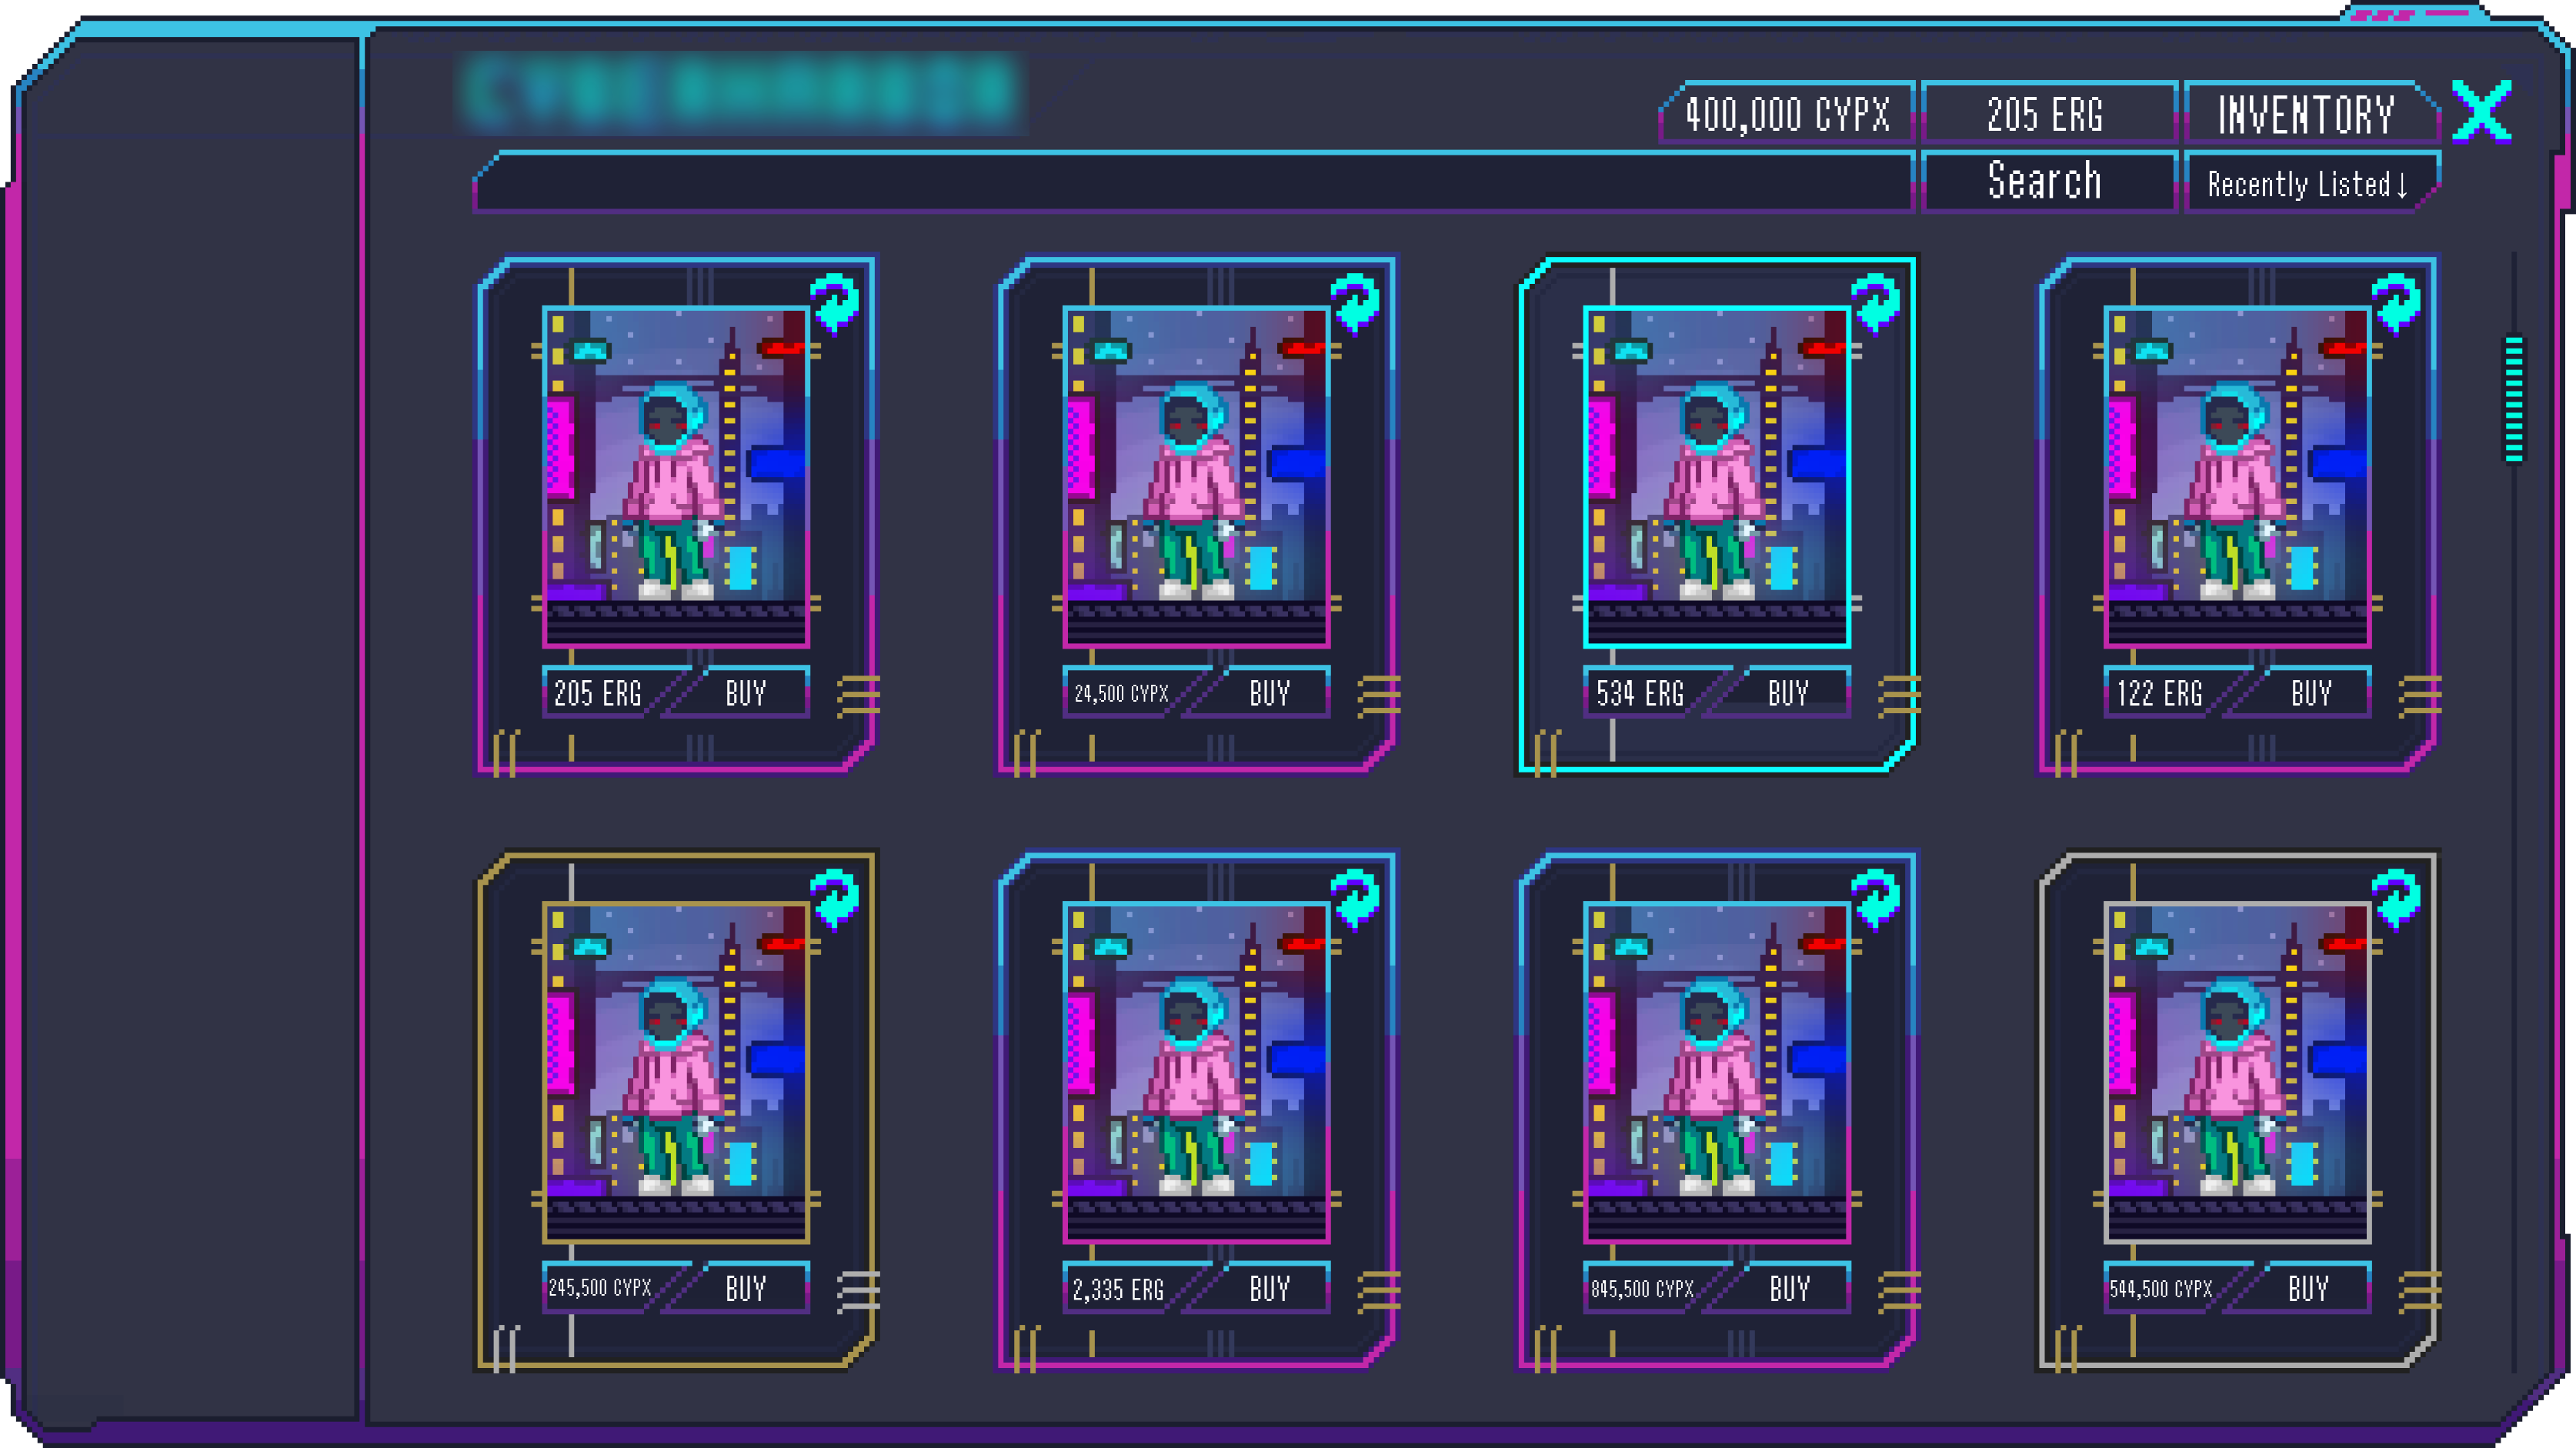 400,000 CYPX 205 ERG INVENTORY
Search Recently Listed↓
205 ERG BUY 24,500 CYPX BUY 534 ERG BUY 122 ERG BUY
245,500 CYPX BUY 2,335 ERG BUY 845,500 CYPX BUY 544,500 CYPX BUY